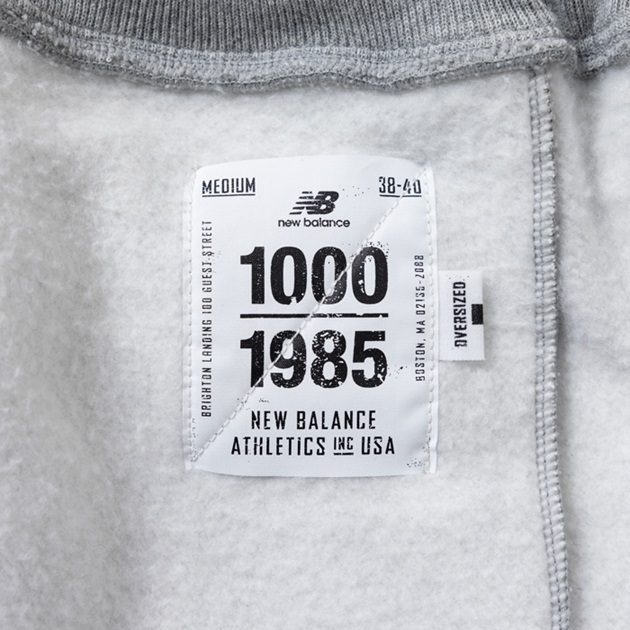 MEDIUM
38-40
NB
new balance
1000
1985
NEW BALANCE
ATHLETICS INC USA
BRIGHTON LANDING 100 GUEST STREET
BOSTON, MA 02135-2088
OVERSIZED